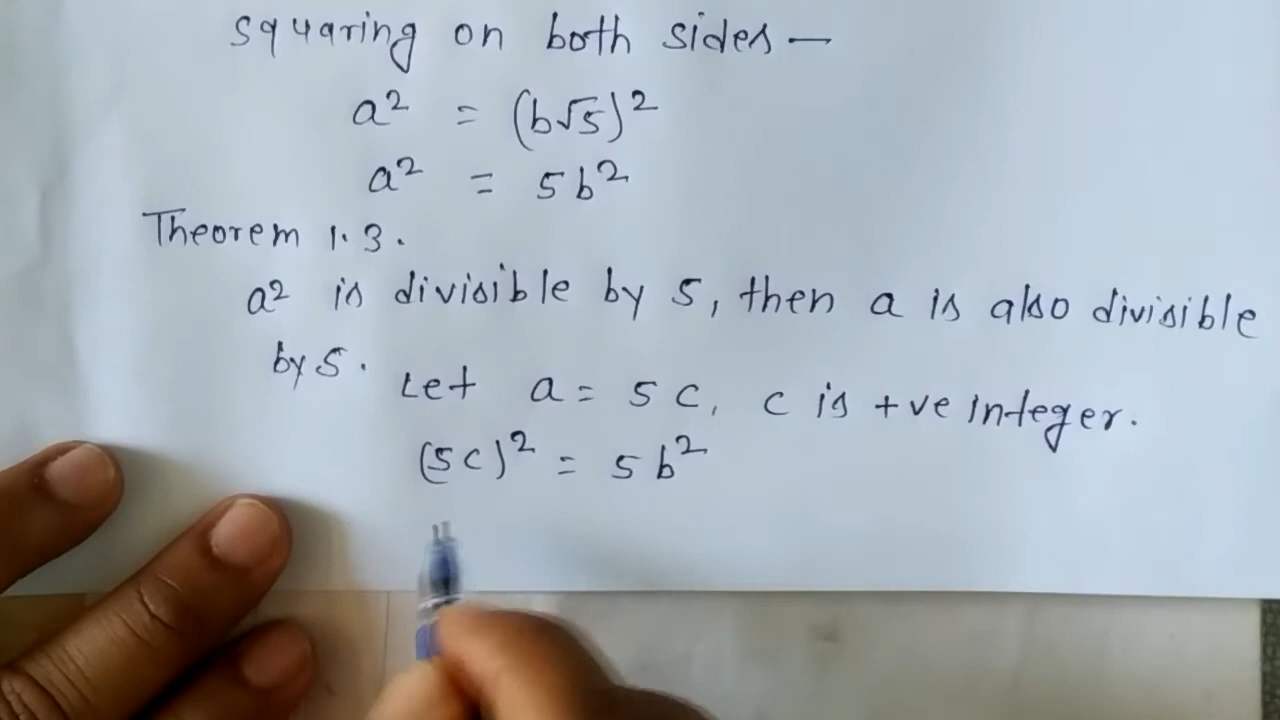 squaring on both sides —
a² = (b√5)²
a² = 5b²
Theorem 1.3.
a² is divisible by 5, then a is also divisible
by 5.
Let a = 5c, c is +ve integer.
(5c)² = 5b²